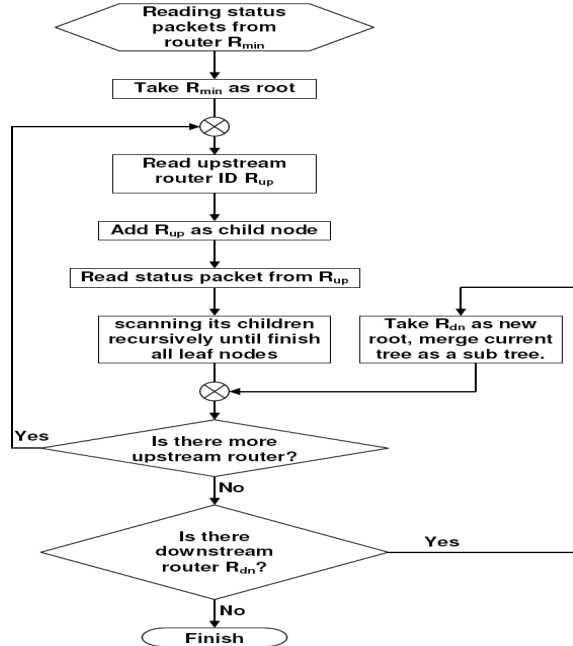 Reading status
packets from
router Rmin
Take Rmin as root
Read upstream
router ID Rup
Add Rup as child node
Read status packet from Rup
scanning its children
recursively until finish
all leaf nodes
Take Rdn as new
root, merge current
tree as a sub tree.
Yes
Is there more
upstream router?
No
Is there
downstream
router Rdn?
Yes
No
Finish